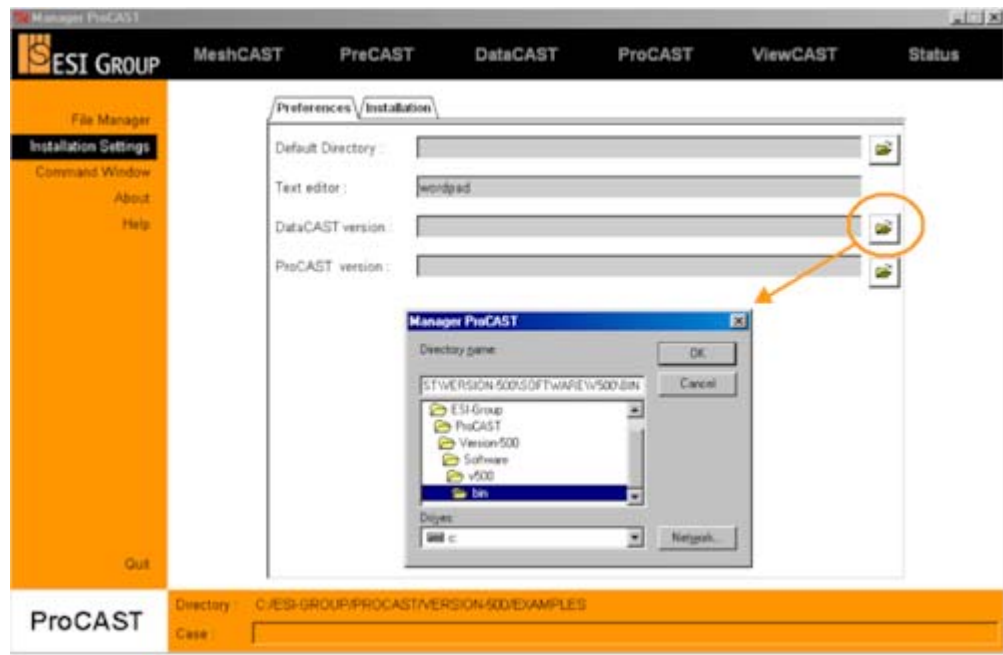 Manager ProCAST
ESI GROUP
MeshCAST PreCAST DataCAST ProCAST ViewCAST Status
File Manager
Installation Settings
Command Window
About
Help
Quit
Preferences Installation
Default Directory :
Text editor : wordpad
DataCAST version :
ProCAST version :
Manager ProCAST
Directory name:
ST\VERSION-500\SOFTWARE\V500\BIN
ESI-Group
ProCAST
Version-500
Software
v500
bin
Drives:
c:
OK
Cancel
Network...
ProCAST
Directory : C:/ESI-GROUP/PROCAST/VERSION-500/EXAMPLES
Case :